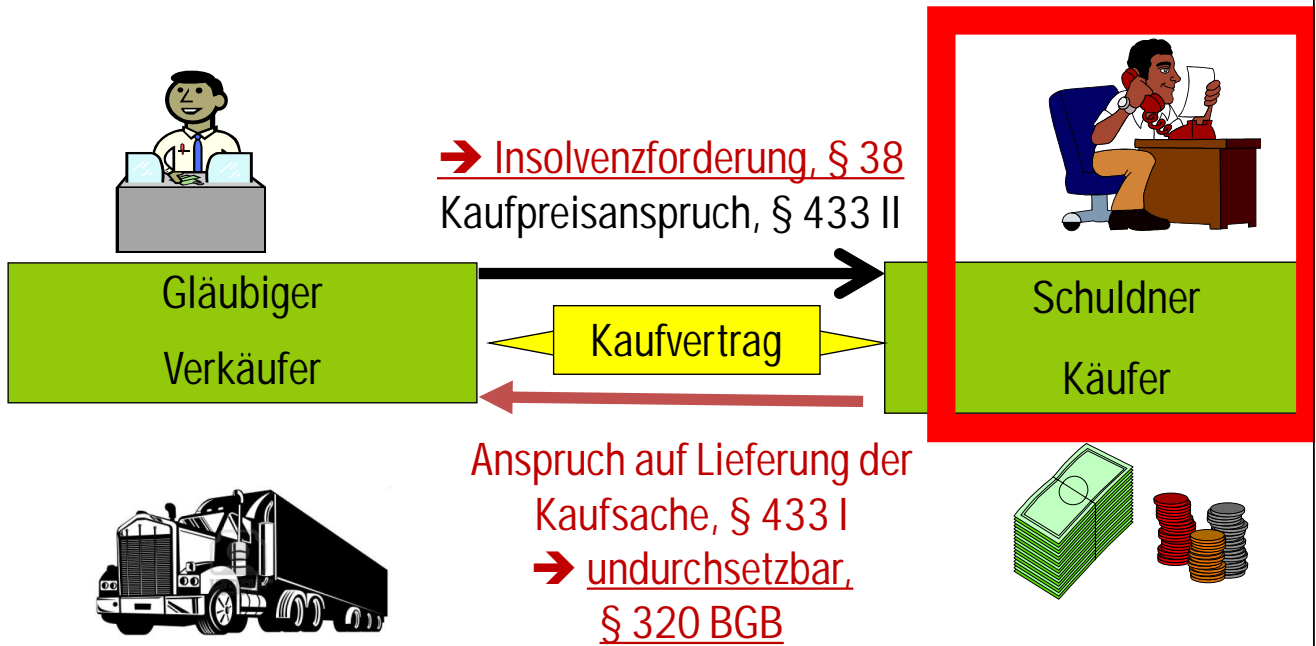 ➔ Insolvenzforderung, § 38
Kaufpreisanspruch, § 433 II
Gläubiger
Verkäufer
Kaufvertrag
Schuldner
Käufer
Anspruch auf Lieferung der
Kaufsache, § 433 I
➔ undurchsetzbar,
§ 320 BGB